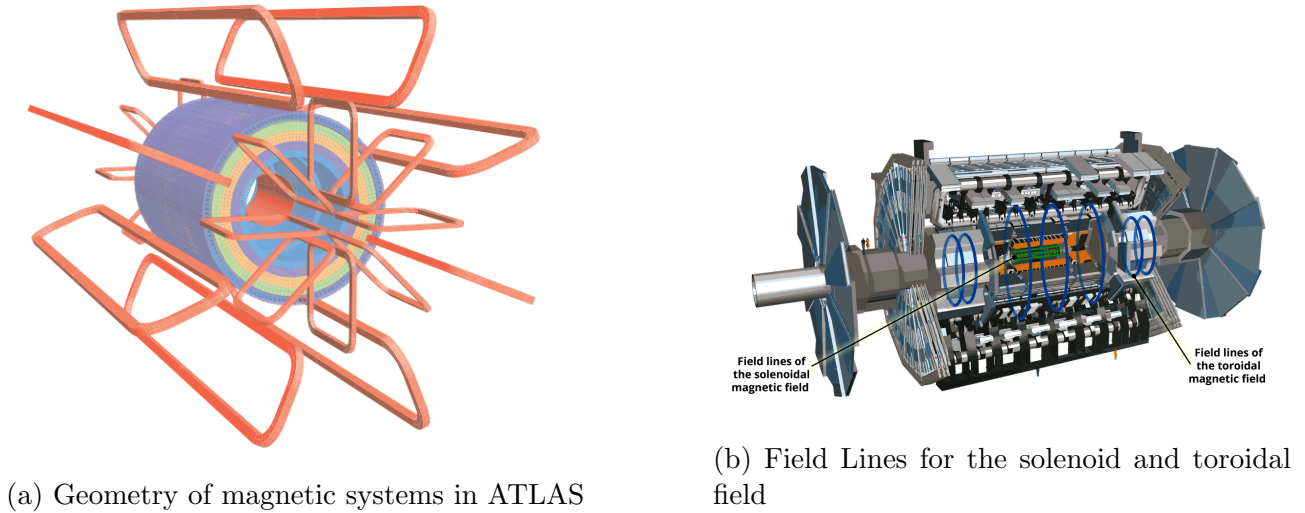 Field lines of
the solenoidal
magnetic field
Field lines of
the toroidal
magnetic field
(a) Geometry of magnetic systems in ATLAS
(b) Field Lines for the solenoid and toroidal
field